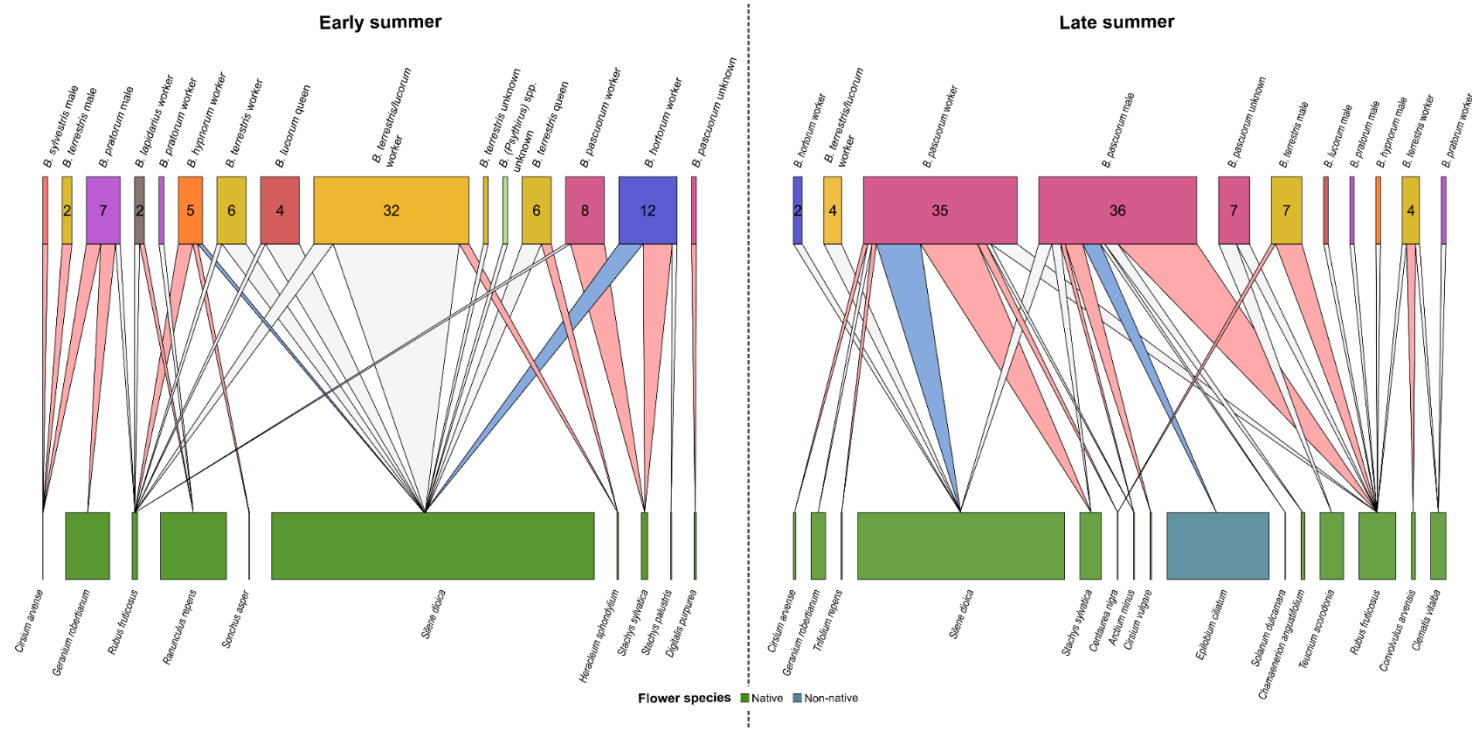 Early summer
Late summer
B. sylvestris male
B. terrestris male
B. pratorum male
B. lapidarius worker
B. pratorum worker
B. hypnorum worker
B. terrestris worker
B. lucorum queen
B. terrestris/lucorum
worker
B. terrestris unknown
B. (Psythirus) spp.
unknown
B. terrestris queen
B. pascuorum worker
B. hortorum worker
B. pascuorum unknown
B. hortorum worker
B. terrestris/lucorum
worker
B. pascuorum worker
B. pascuorum male
B. pascuorum unknown
B. terrestris male
B. lucorum male
B. pratorum male
B. hypnorum male
B. terrestris worker
B. pratorum worker
2 7 2 5 6 4 32 6 8 12
2 4 35 36 7 7 4
Cirsium arvense
Geranium robertianum
Rubus fruticosus
Ranunculus repens
Sonchus asper
Silene dioica
Heracleum sphondylium
Stachys sylvatica
Stachys palustris
Digitalis purpurea
Cirsium arvense
Geranium robertianum
Trifolium repens
Silene dioica
Stachys sylvatica
Centaurea nigra
Arctium minus
Cirsium vulgare
Epilobium ciliatum
Solanum dulcamara
Chamaenerion angustifolium
Teucrium scorodonia
Rubus fruticosus
Convolvulus arvensis
Clematis vitalba
Flower species Native Non-native